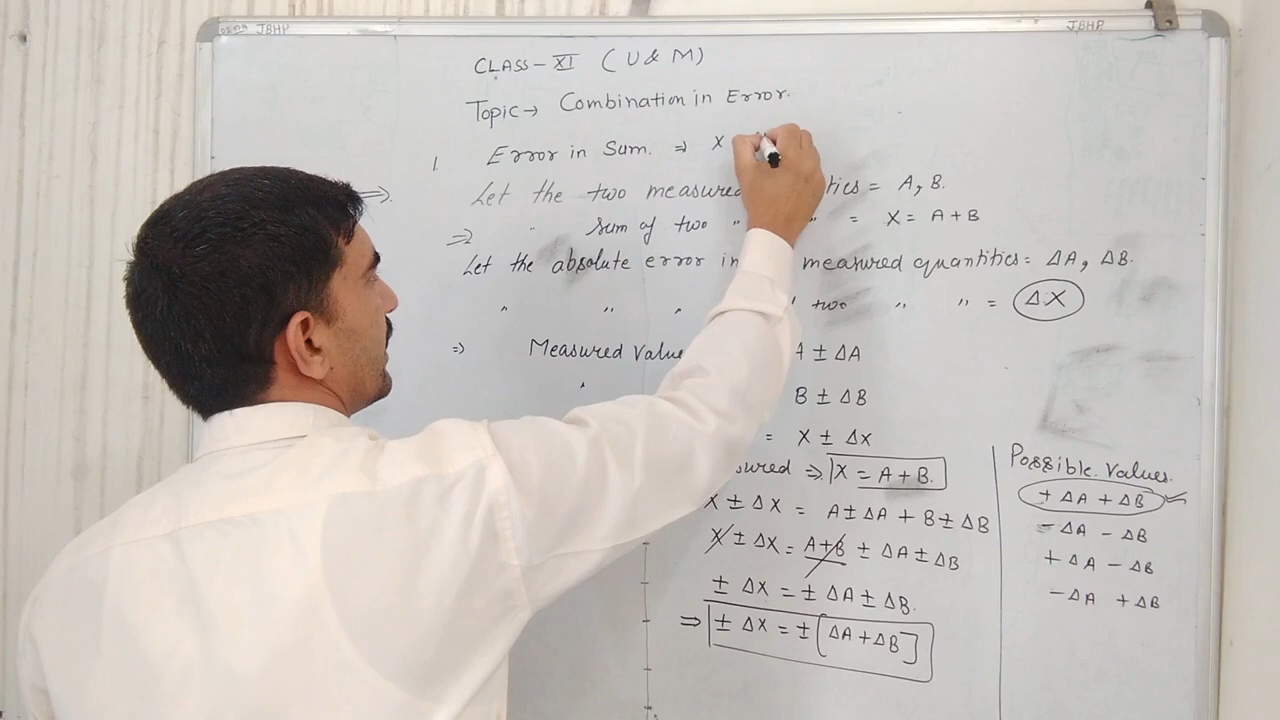 JBHP
JBHP
CLASS - XI ( U & M )
Topic → Combination in Error.
1. Error in Sum. ⇒ X
⇒ Let the two measured = A, B.
⇒ " sum of two " " = X = A + B
Let the absolute error in measured quantities = ΔA, ΔB.
" " " two " " = ΔX
⇒ Measured Value A ± ΔA
" B ± ΔB
= X ± Δx
⇒ X = A + B.
X ± ΔX = A ± ΔA + B ± ΔB
X ± ΔX = A+B ± ΔA ± ΔB
± ΔX = ± ΔA ± ΔB.
⇒ ± ΔX = ± [ΔA + ΔB]
Possible Values.
+ ΔA + ΔB ✓
- ΔA - ΔB
+ ΔA - ΔB
- ΔA + ΔB